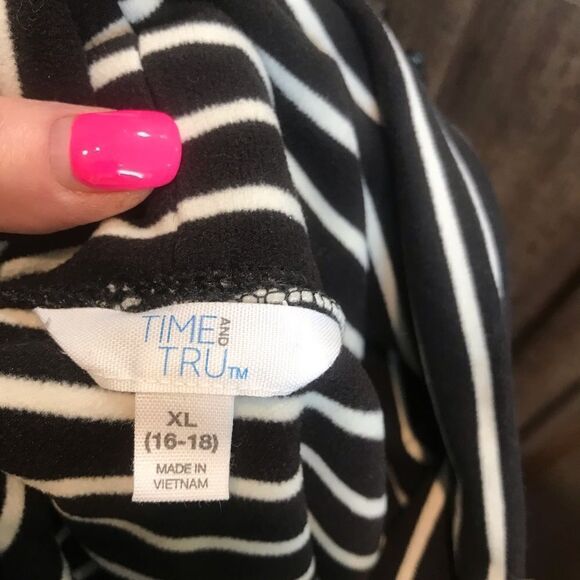 TIME AND
TRU™
XL
(16-18)
MADE IN
VIETNAM